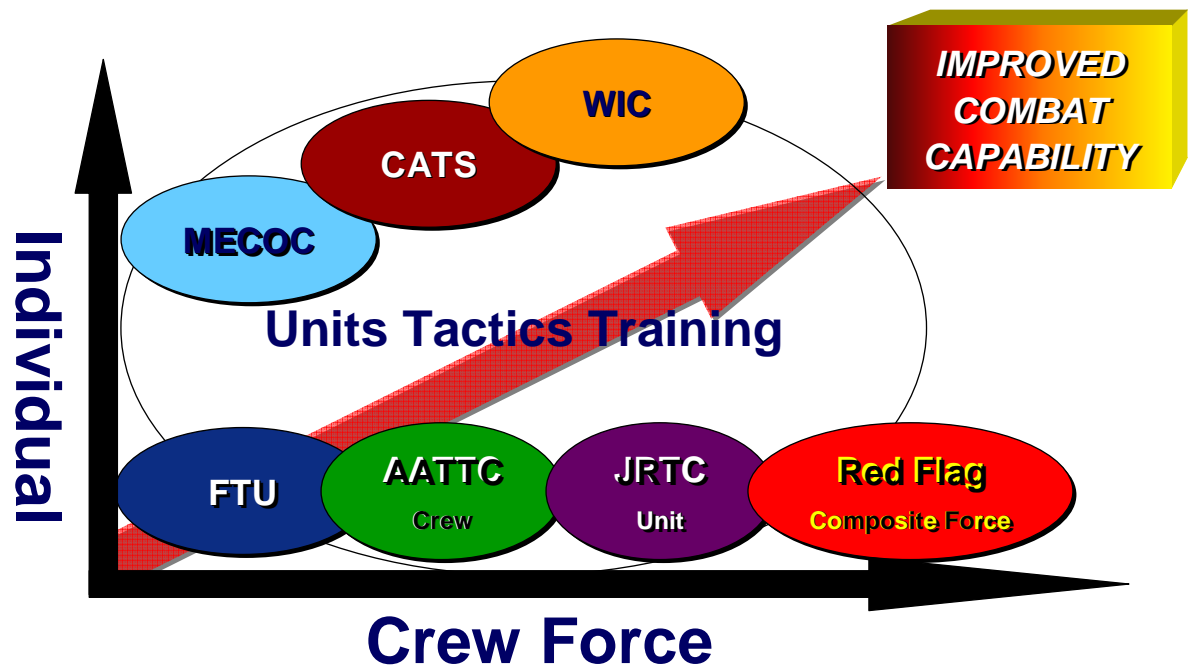 IMPROVED
COMBAT
CAPABILITY
WIC
CATS
MECOC
Individual
Units Tactics Training
FTU
AATTC
Crew
JRTC
Unit
Red Flag
Composite Force
Crew Force